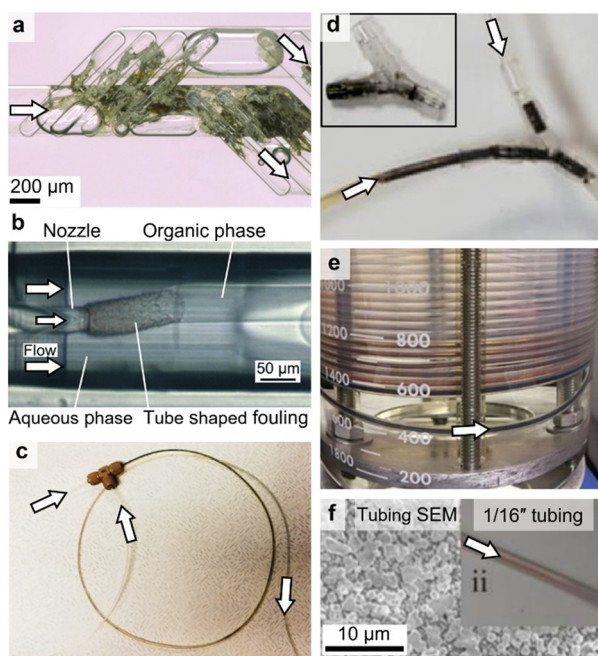 a
200 μm
b
Nozzle
Organic phase
Flow
50 μm
Aqueous phase
Tube shaped fouling
c
d
e
1000
1000
1200
800
1400
600
400
1800
200
f
Tubing SEM
1/16″ tubing
ii
10 μm